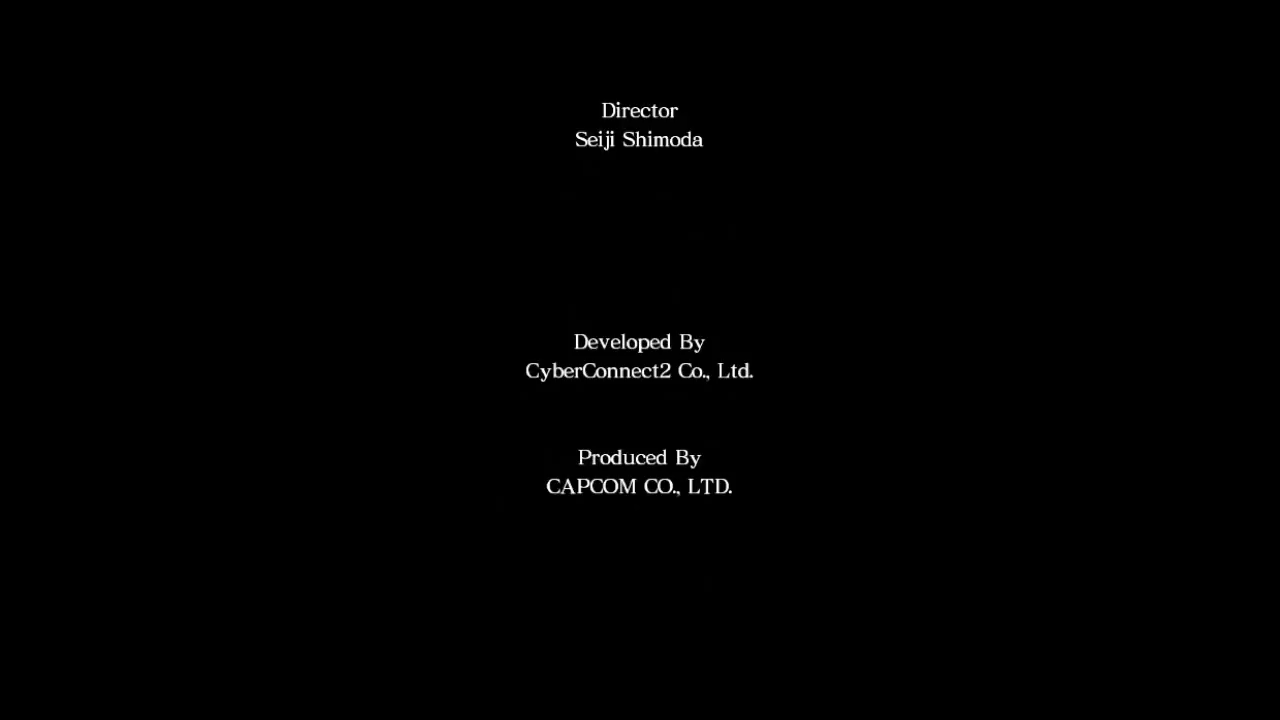 Director
Seiji Shimoda
Developed By
CyberConnect2 Co., Ltd.
Produced By
CAPCOM CO., LTD.